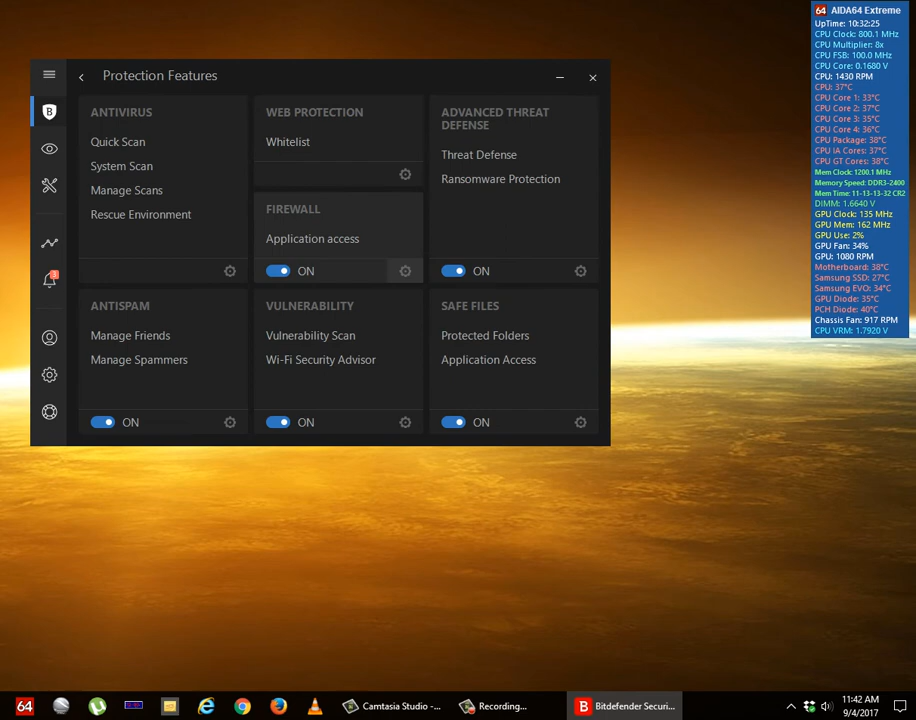 Protection Features
ANTIVIRUS
Quick Scan
System Scan
Manage Scans
Rescue Environment
WEB PROTECTION
Whitelist
FIREWALL
Application access
ON
ADVANCED THREAT
DEFENSE
Threat Defense
Ransomware Protection
ON
ANTISPAM
Manage Friends
Manage Spammers
ON
VULNERABILITY
Vulnerability Scan
Wi-Fi Security Advisor
ON
SAFE FILES
Protected Folders
Application Access
ON
B
3
64 AIDA64 Extreme
UpTime: 10:32:25
CPU Clock: 800.1 MHz
CPU Multiplier: 8x
CPU FSB: 100.0 MHz
CPU Core: 0.1680 V
CPU: 1430 RPM
CPU: 37°C
CPU Core 1: 33°C
CPU Core 2: 37°C
CPU Core 3: 35°C
CPU Core 4: 36°C
CPU Package: 38°C
CPU IA Cores: 37°C
CPU GT Cores: 38°C
Mem Clock: 1200.1 MHz
Memory Speed: DDR3-2400
Mem Time: 11-13-13-32 CR2
DIMM: 1.6640 V
GPU Clock: 135 MHz
GPU Mem: 162 MHz
GPU Use: 2%
GPU Fan: 34%
GPU: 1080 RPM
Motherboard: 38°C
Samsung SSD: 27°C
Samsung EVO: 34°C
GPU Diode: 35°C
PCH Diode: 40°C
Chassis Fan: 917 RPM
CPU VRM: 1.7920 V
64
Camtasia Studio -...
Recording...
B Bitdefender Securi...
11:42 AM
9/4/2017